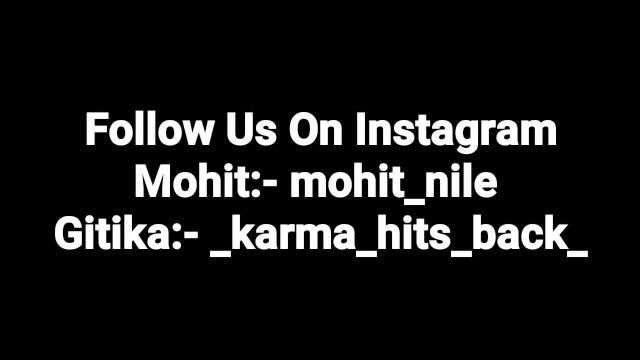 Follow Us On Instagram
Mohit:- mohit_nile
Gitika:- _karma_hits_back_